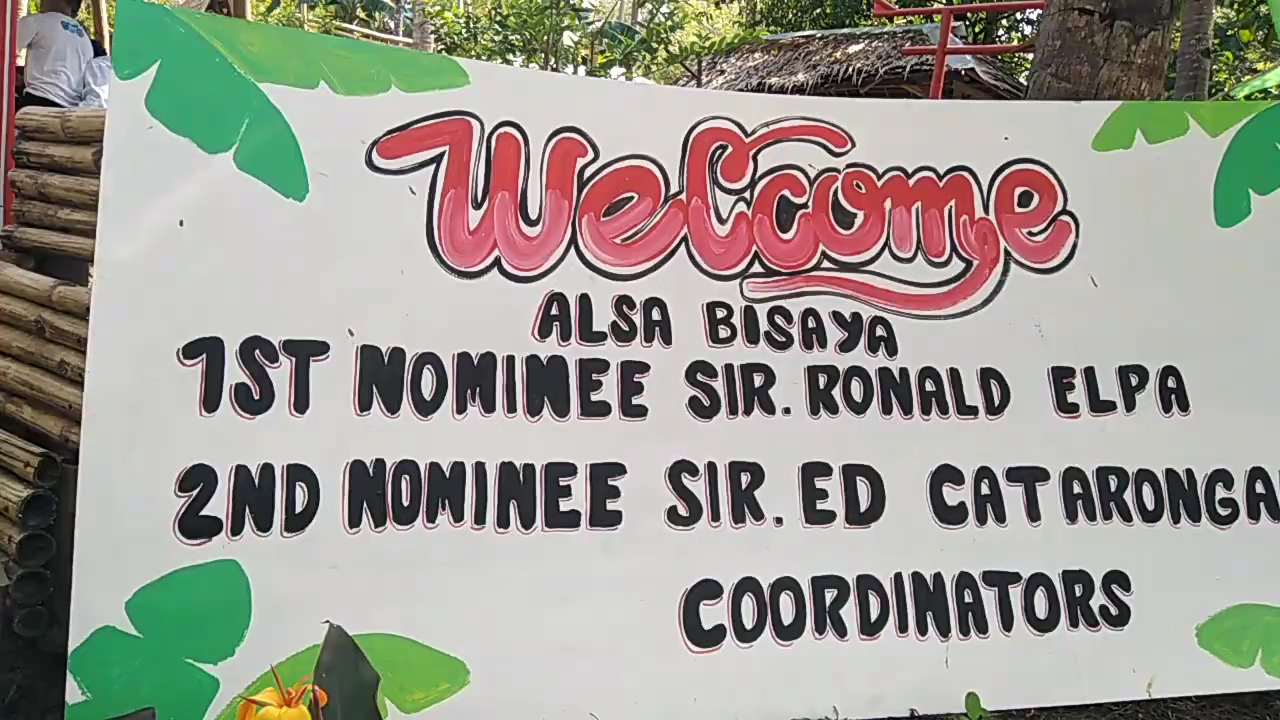 Welcome
ALSA BISAYA
1ST NOMINEE SIR. RONALD ELPA
2ND NOMINEE SIR. ED CATARONGA
COORDINATORS